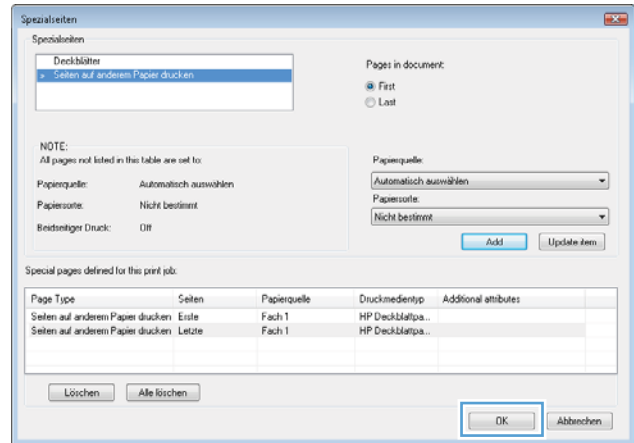 Spezialseiten
Spezialseiten
Deckblätter
Seiten auf anderem Papier drucken
Pages in document:
First
Last
NOTE:
All pages not listed in this table are set to:
Papierquelle: Automatisch auswählen
Papiersorte: Nicht bestimmt
Beidseitiger Druck: Off
Papierquelle:
Automatisch auswählen
Papiersorte:
Nicht bestimmt
Add Update item
Special pages defined for this print job:
Page Type Seiten Papierquelle Druckmedientyp Additional attributes
Seiten auf anderem Papier drucken Erste Fach 1 HP Deckblattpa...
Seiten auf anderem Papier drucken Letzte Fach 1 HP Deckblattpa...
Löschen Alle löschen
OK Abbrechen